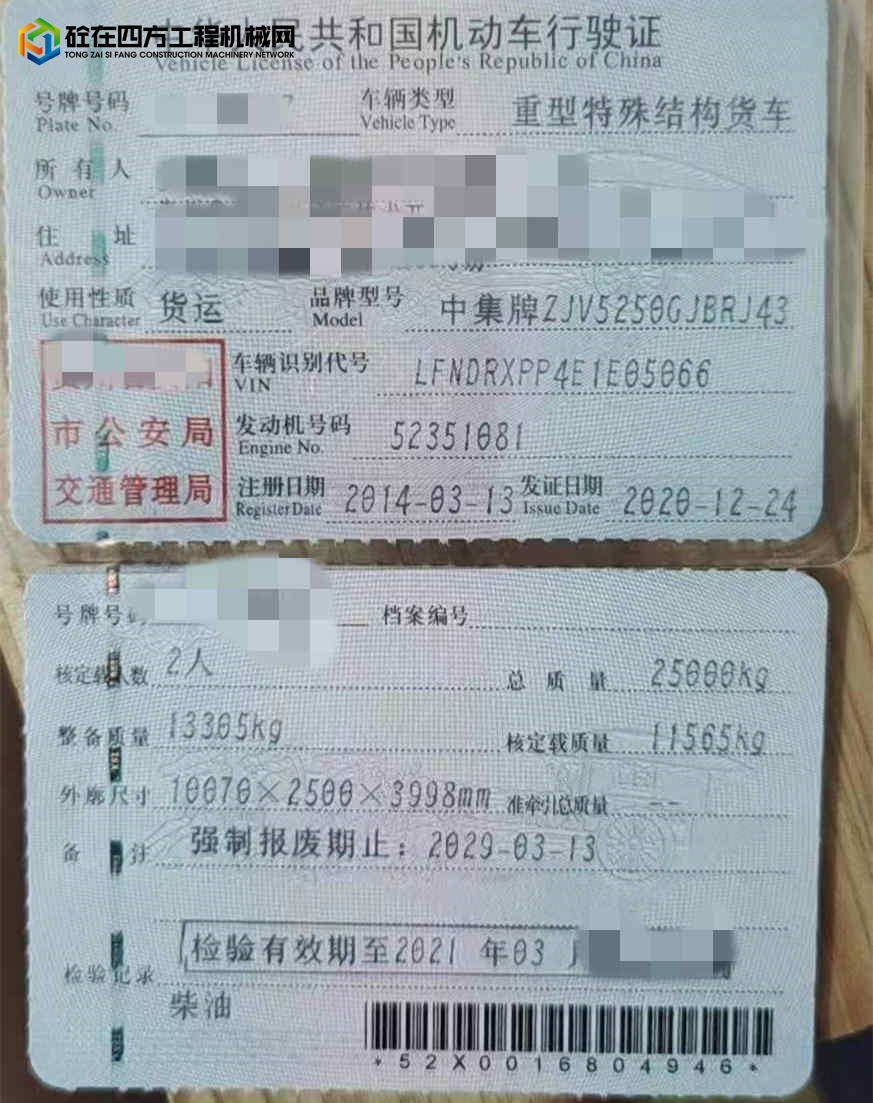 砼在四方工程机械网
TONG ZAI SI FANG CONSTRUCTION MACHINERY NETWORK
民共和国机动车行驶证
Vehicle License of the People's Republic of China
号牌号码
Plate No.
车辆类型
Vehicle Type
重型特殊结构货车
所有人
Owner
住址
Address
使用性质
Use Character
货运
品牌型号
Model
中集牌ZJV5250GJBRJ43
市公安局
交通管理局
车辆识别代号
VIN
LFNDRXPP4E1E05066
发动机号码
Engine No.
52351081
注册日期
Register Date
2014-03-13
发证日期
Issue Date
2020-12-24
号牌号码
档案编号
核定载人数 2人
总质量 25000kg
整备质量 13305kg
核定载质量 11565kg
外廓尺寸 10070×2500×3998mm
准牵引总质量 --
备注 强制报废期止：2029-03-13
检验有效期至2021 年03
检验记录
柴油
*52X0016804946*